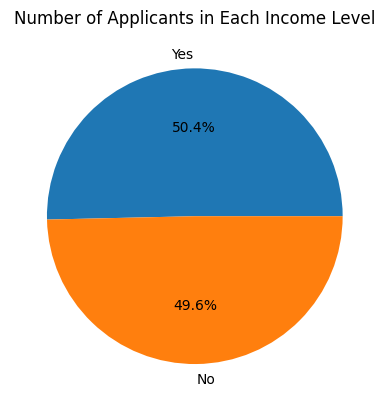 Number of Applicants in Each Income Level
Yes
50.4%
49.6%
No